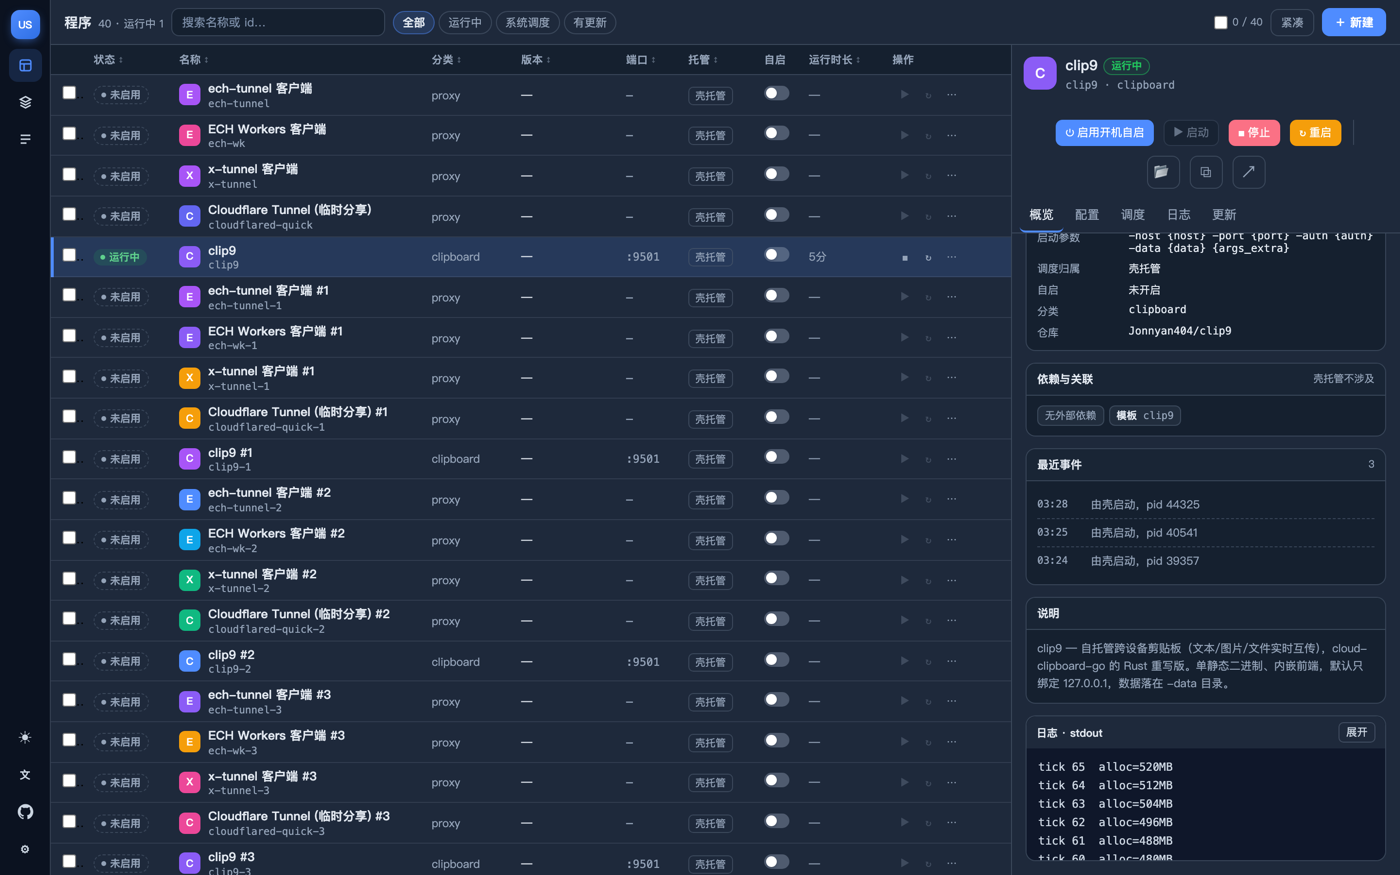 US
程序 40 · 运行中 1
搜索名称或 id...
全部 运行中 系统调度 有更新
0 / 40 紧凑 + 新建
状态 名称 分类 版本 端口 托管 自启 运行时长 操作
未启用 E ech-tunnel 客户端 proxy — — 壳托管 —
ech-tunnel
未启用 E ECH Workers 客户端 proxy — — 壳托管 —
ech-wk
未启用 X x-tunnel 客户端 proxy — — 壳托管 —
x-tunnel
未启用 C Cloudflare Tunnel (临时分享) proxy — — 壳托管 —
cloudflared-quick
运行中 C clip9 clipboard — :9501 壳托管 5分
clip9
未启用 E ech-tunnel 客户端 #1 proxy — — 壳托管 —
ech-tunnel-1
未启用 E ECH Workers 客户端 #1 proxy — — 壳托管 —
ech-wk-1
未启用 X x-tunnel 客户端 #1 proxy — — 壳托管 —
x-tunnel-1
未启用 C Cloudflare Tunnel (临时分享) #1 proxy — — 壳托管 —
cloudflared-quick-1
未启用 C clip9 #1 clipboard — :9501 壳托管 —
clip9-1
未启用 E ech-tunnel 客户端 #2 proxy — — 壳托管 —
ech-tunnel-2
未启用 E ECH Workers 客户端 #2 proxy — — 壳托管 —
ech-wk-2
未启用 X x-tunnel 客户端 #2 proxy — — 壳托管 —
x-tunnel-2
未启用 C Cloudflare Tunnel (临时分享) #2 proxy — — 壳托管 —
cloudflared-quick-2
未启用 C clip9 #2 clipboard — :9501 壳托管 —
clip9-2
未启用 E ech-tunnel 客户端 #3 proxy — — 壳托管 —
ech-tunnel-3
未启用 E ECH Workers 客户端 #3 proxy — — 壳托管 —
ech-wk-3
未启用 X x-tunnel 客户端 #3 proxy — — 壳托管 —
x-tunnel-3
未启用 C Cloudflare Tunnel (临时分享) #3 proxy — — 壳托管 —
cloudflared-quick-3
未启用 C clip9 #3 clipboard — :9501 壳托管 —
clip9-3
文
C clip9 运行中
clip9 · clipboard
启用开机自启 启动 停止 重启
概览 配置 调度 日志 更新
启动参数 -host {host} -port {port} -auth {auth}
-data {data} {args_extra}
调度归属 壳托管
自启 未开启
分类 clipboard
仓库 Jonnyan404/clip9
依赖与关联 壳托管不涉及
无外部依赖 模板 clip9
最近事件 3
03:28 由壳启动，pid 44325
03:25 由壳启动，pid 40541
03:24 由壳启动，pid 39357
说明
clip9 — 自托管跨设备剪贴板（文本/图片/文件实时互传），cloud-
clipboard-go 的 Rust 重写版。单静态二进制、内嵌前端，默认只
绑定 127.0.0.1，数据落在 -data 目录。
日志 · stdout 展开
tick 65 alloc=520MB
tick 64 alloc=512MB
tick 63 alloc=504MB
tick 62 alloc=496MB
tick 61 alloc=488MB
tick 60 alloc=480MB